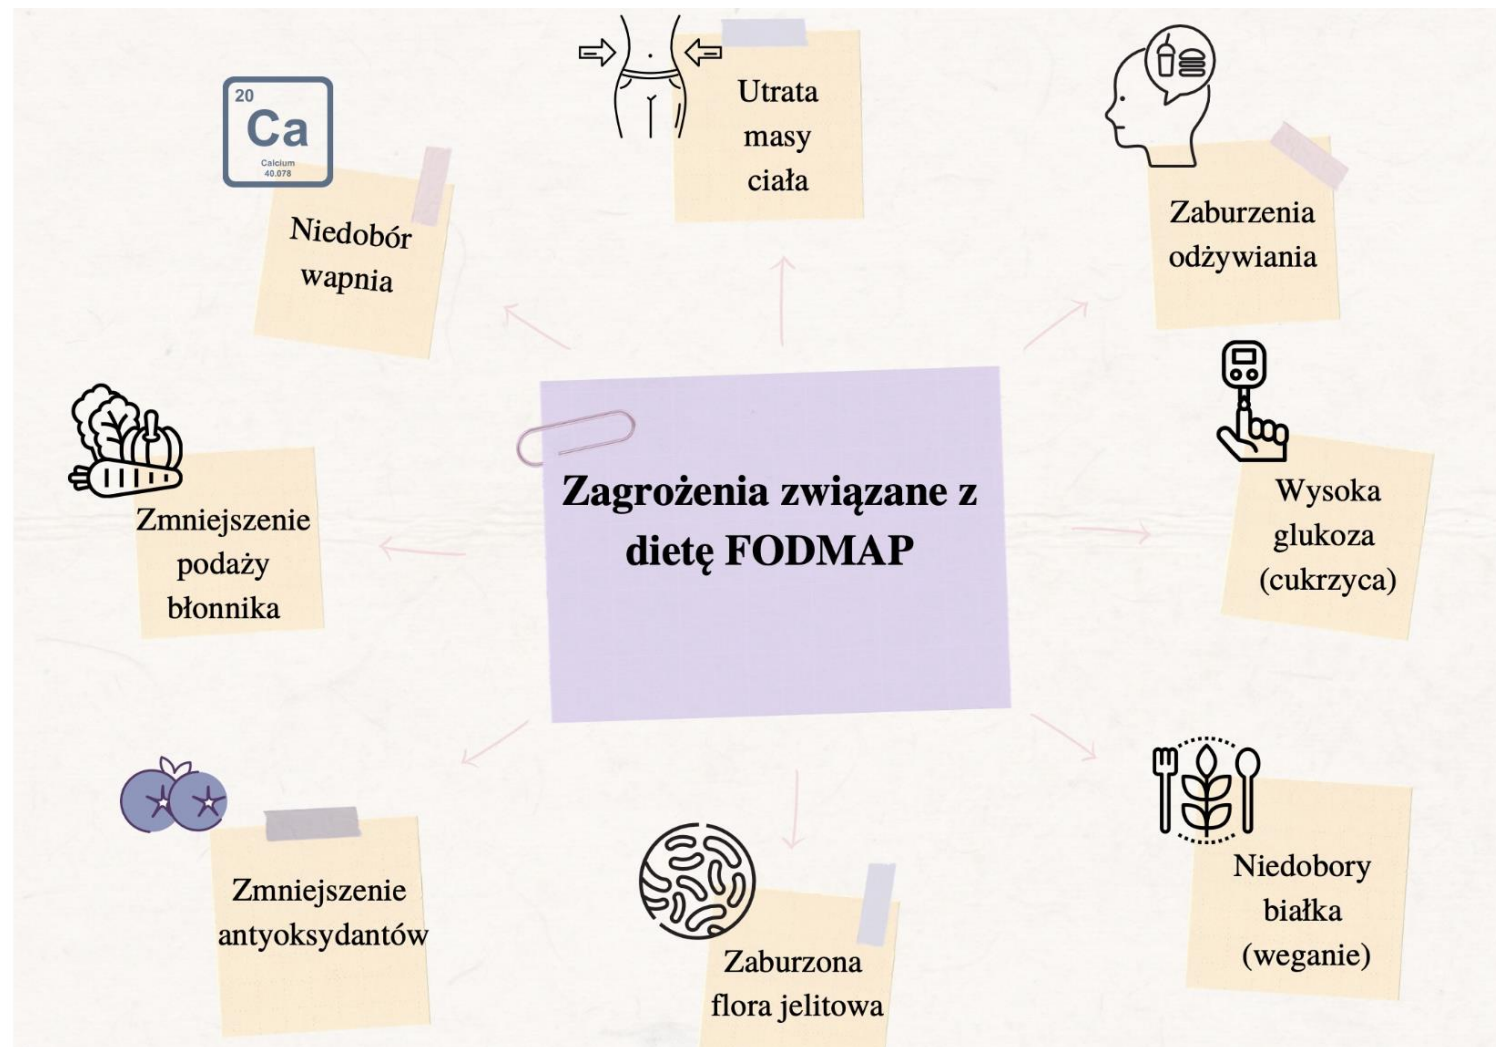 Utrata
masy
ciała
20
Ca
Calcium
40.078
Niedobór
wapnia
Zaburzenia
odżywiania
Zmniejszenie
podaży
błonnika
Zagrożenia związane z
dietę FODMAP
Wysoka
glukoza
(cukrzyca)
Zmniejszenie
antyoksydantów
Zaburzona
flora jelitowa
Niedobory
białka
(weganie)